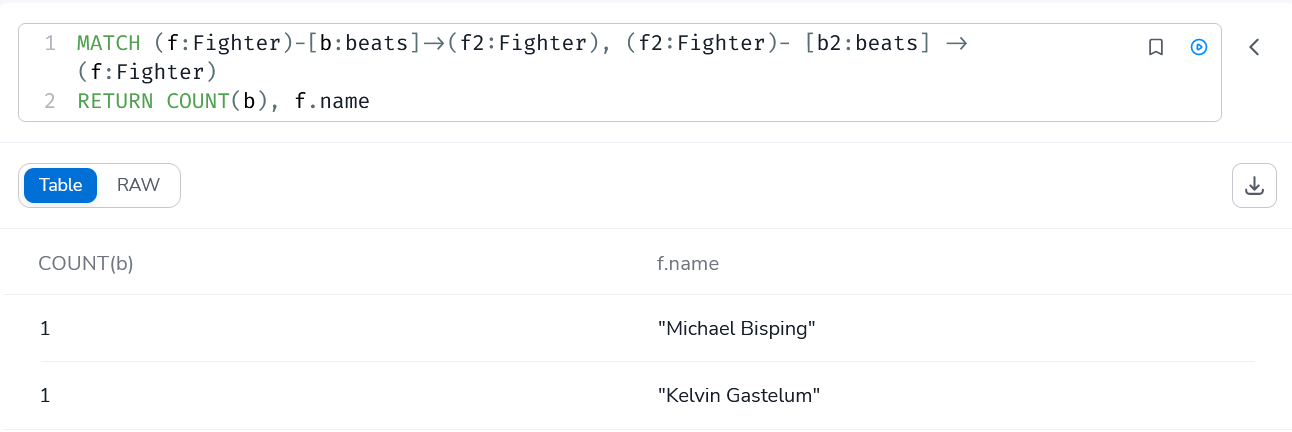 1 MATCH (f:Fighter)-[b:beats]->(f2:Fighter), (f2:Fighter)- [b2:beats] ->
(f:Fighter)
2 RETURN COUNT(b), f.name
Table RAW
COUNT(b) f.name
1 "Michael Bisping"
1 "Kelvin Gastelum"